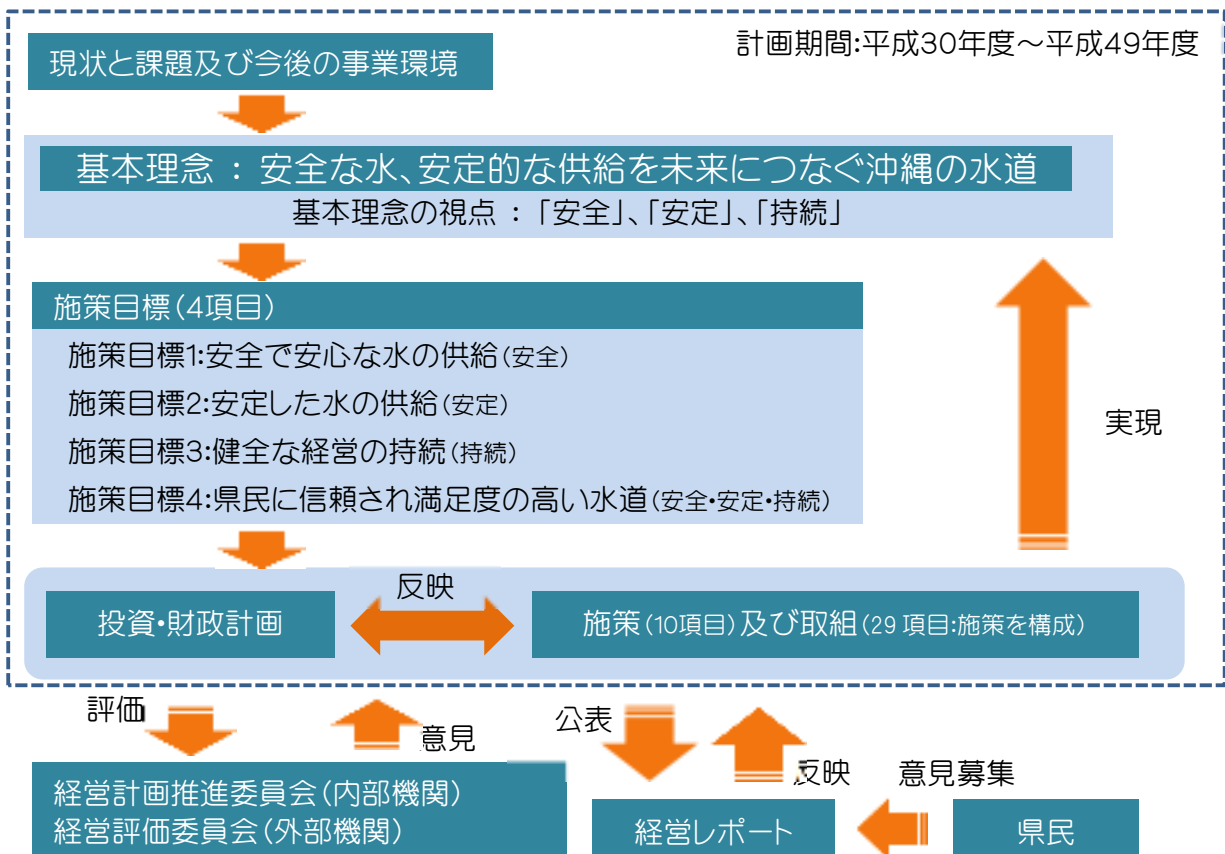 計画期間:平成30年度～平成49年度
現状と課題及び今後の事業環境
基本理念 : 安全な水、安定的な供給を未来につなぐ沖縄の水道
基本理念の視点 : 「安全」、「安定」、「持続」
施策目標(4項目)
施策目標1:安全で安心な水の供給(安全)
施策目標2:安定した水の供給(安定)
施策目標3:健全な経営の持続(持続)
施策目標4:県民に信頼され満足度の高い水道(安全・安定・持続)
実現
投資・財政計画
反映
施策(10項目)及び取組(29 項目:施策を構成)
評価
意見
公表
反映
意見募集
経営計画推進委員会(内部機関)
経営評価委員会(外部機関)
経営レポート
県民